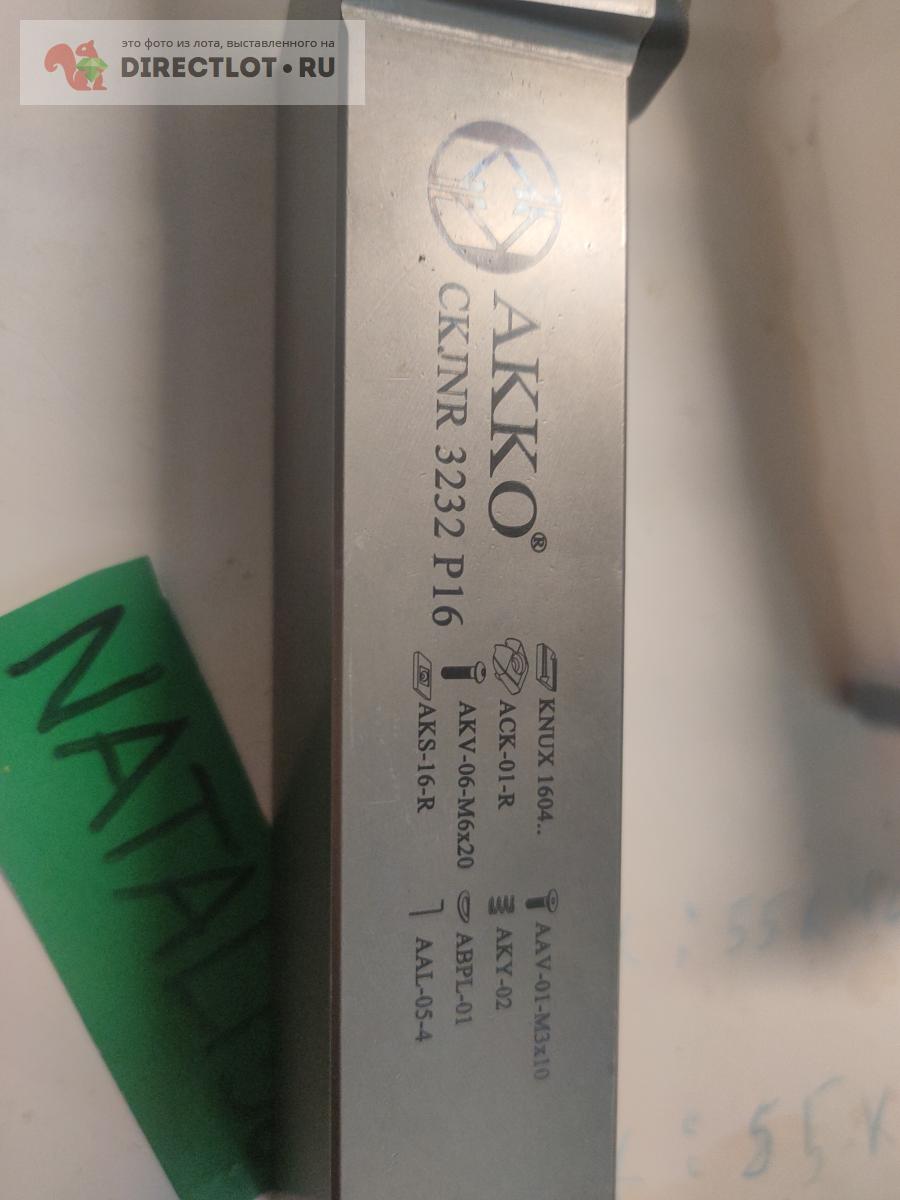 это фото из лота, выставленного на
DIRECTLOT•RU
AKKO®
CKJNR 3232 P16
KNUX 1604..
ACK-01-R
AKV-06-M6x20
AKS-16-R
AAV-01-M3x10
AKY-02
ABPL-01
AAL-05-4